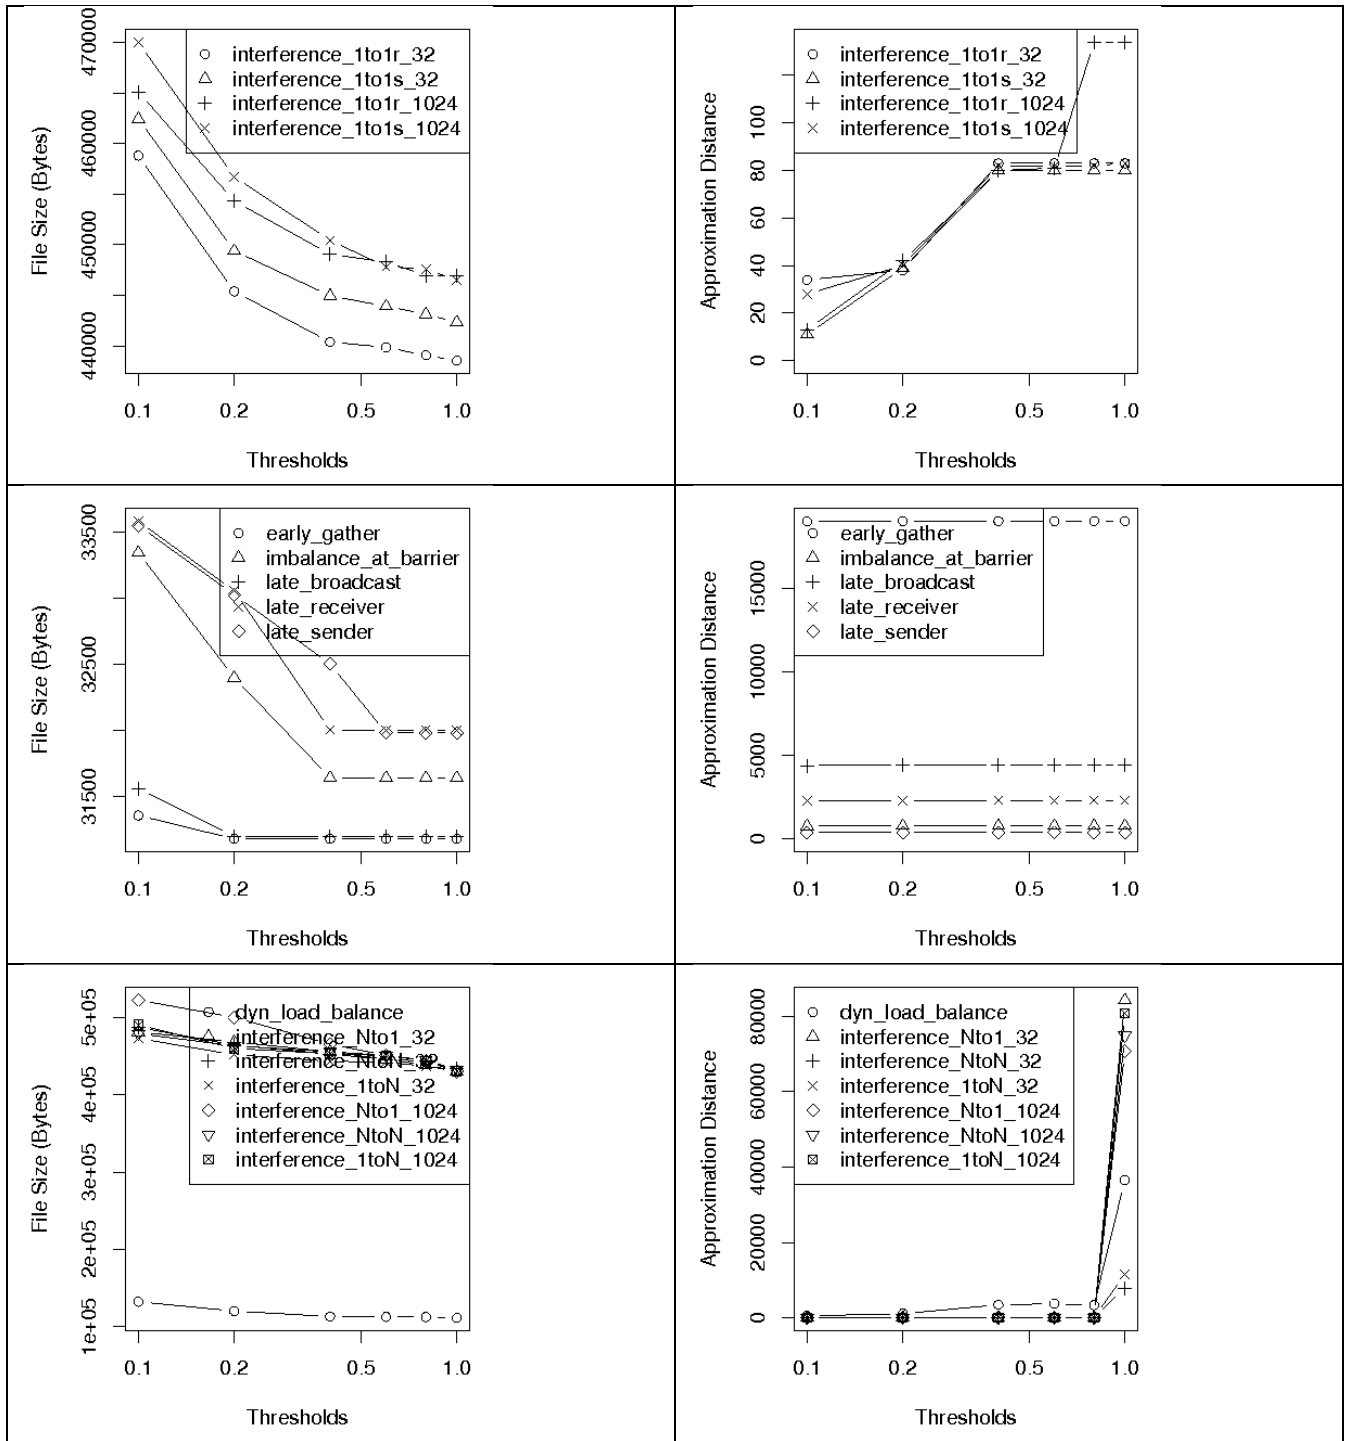 File Size (Bytes)
440000 450000 460000 470000
interference_1to1r_32
interference_1to1s_32
interference_1to1r_1024
interference_1to1s_1024
0.1 0.2 0.5 1.0
Thresholds
Approximation Distance
0 20 40 60 80 100
interference_1to1r_32
interference_1to1s_32
interference_1to1r_1024
interference_1to1s_1024
0.1 0.2 0.5 1.0
Thresholds
File Size (Bytes)
31500 32500 33500
early_gather
imbalance_at_barrier
late_broadcast
late_receiver
late_sender
0.1 0.2 0.5 1.0
Thresholds
Approximation Distance
0 5000 10000 15000
early_gather
imbalance_at_barrier
late_broadcast
late_receiver
late_sender
0.1 0.2 0.5 1.0
Thresholds
File Size (Bytes)
1e+05 2e+05 3e+05 4e+05 5e+05
dyn_load_balance
interference_Nto1_32
interference_NtoN_32
interference_1toN_32
interference_Nto1_1024
interference_NtoN_1024
interference_1toN_1024
0.1 0.2 0.5 1.0
Thresholds
Approximation Distance
0 20000 40000 60000 80000
dyn_load_balance
interference_Nto1_32
interference_NtoN_32
interference_1toN_32
interference_Nto1_1024
interference_NtoN_1024
interference_1toN_1024
0.1 0.2 0.5 1.0
Thresholds